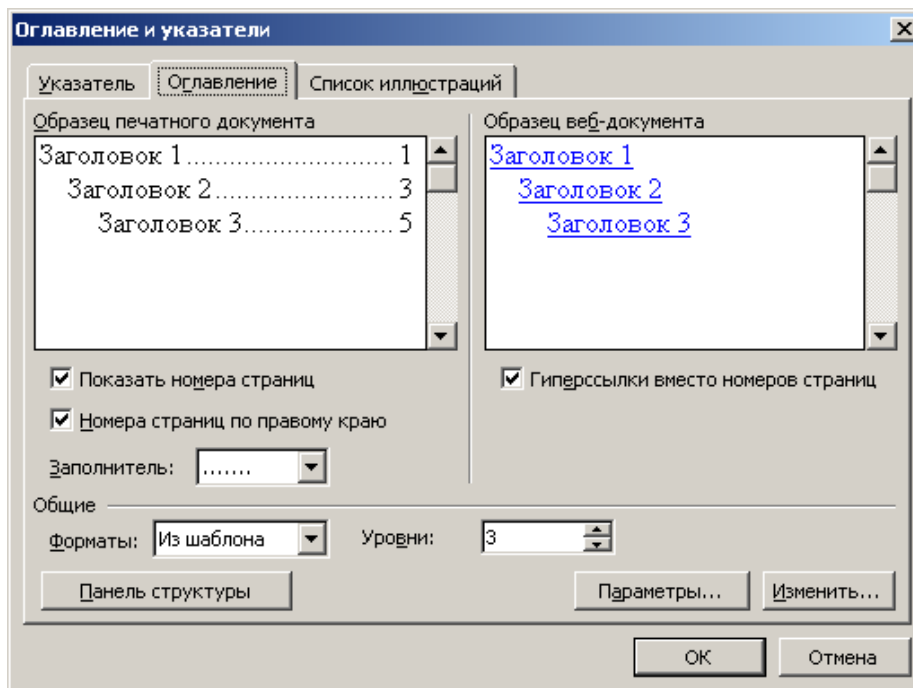 Оглавление и указатели
Указатель Оглавление Список иллюстраций
Образец печатного документа
Заголовок 1............................. 1
Заголовок 2......................... 3
Заголовок 3...................... 5
Образец веб-документа
Заголовок 1
Заголовок 2
Заголовок 3
Показать номера страниц
Номера страниц по правому краю
Заполнитель: .......
Гиперссылки вместо номеров страниц
Общие
Форматы: Из шаблона Уровни: 3
Панель структуры Параметры... Изменить...
ОК Отмена